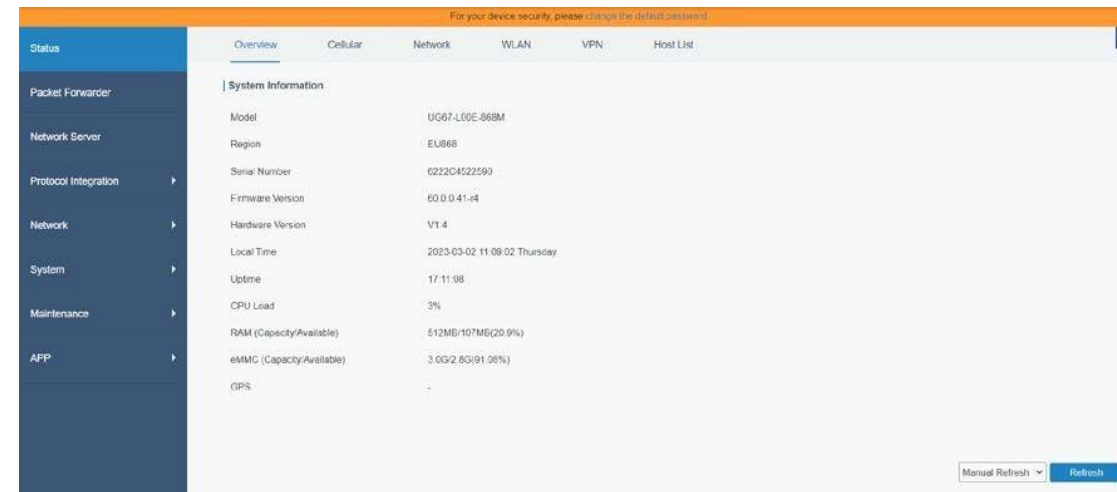 For your device security, please change the default password.
Status
Packet Forwarder
Network Server
Protocol Integration
Network
System
Maintenance
APP
Overview Cellular Network WLAN VPN Host List
System Information
Model UG67-L00E-868M
Region EU868
Serial Number 6222C4522593
Firmware Version 60.0.0.41-r4
Hardware Version V1.4
Local Time 2023-03-02 11:09:02 Thursday
Uptime 17:11:08
CPU Load 3%
RAM (Capacity/Available) 512MB/107MB(20.9%)
eMMC (Capacity/Available) 3.0G/2.8G(91.08%)
GPS -
Manual Refresh Refresh